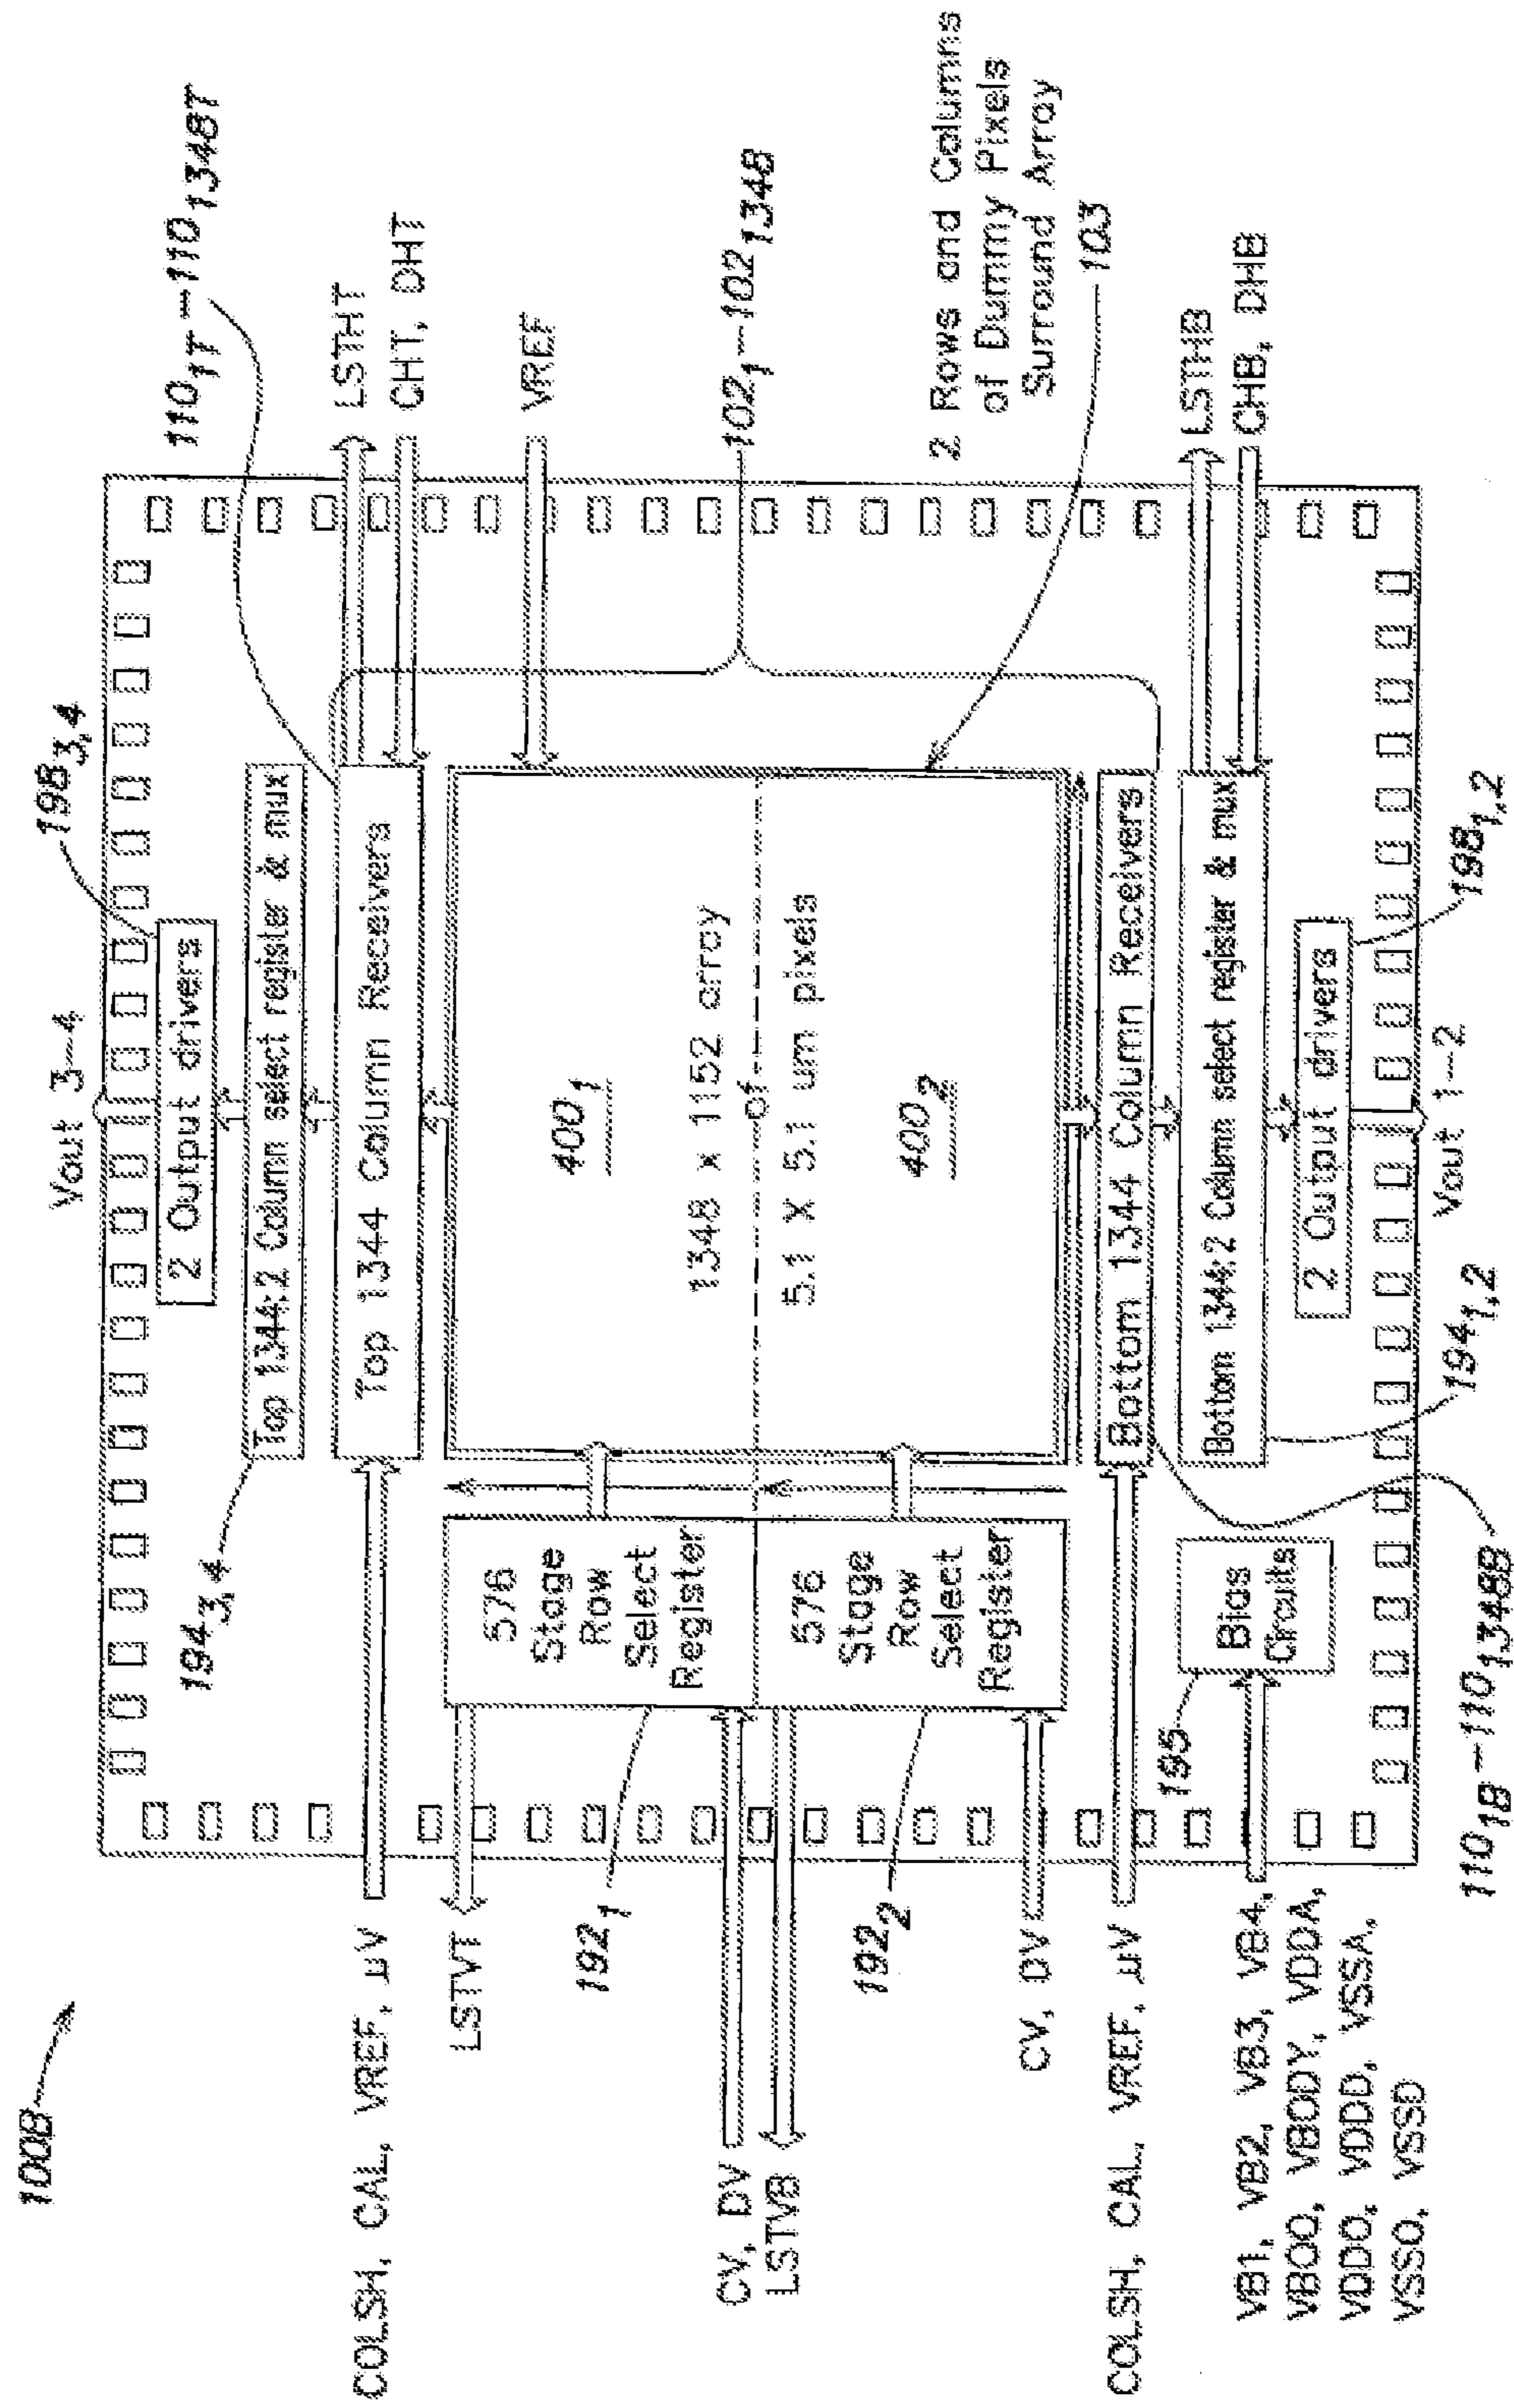 100B
Vout 3-4
198₃,₄
2 Output drivers
Top 1344:2 Column select register & mux
194₃,₄
110₁T-110₁₃₄₈T
Top 1344 Column Receivers
COLSH, CAL, VREF, µV
LSTHT
CHT, DHT
LSTVT
VREF
576
Stage
Row
Select
Register
192₁
400₁
102₁-102₁₃₄₈
1348 x 1152 array
of
5.1 X 5.1 um pixels
CV, DV
LSTVB
576
Stage
Row
Select
Register
192₂
400₂
2 Rows and Columns
of Dummy Pixels
Surround Array
103
CV, DV
COLSH, CAL, VREF, µV
Bottom 1344 Column Receivers
LSTHB
CHB, DHB
Bottom 1344:2 Column select register & mux
195
Bias
Circuits
VB1, VB2, VB3, VB4,
VBOO, VBODY, VDDA,
VDDO, VDDD, VSSA,
VSSO, VSSD
2 Output drivers
Vout 1-2
194₁,₂
198₁,₂
110₁B-110₁₃₄₈B